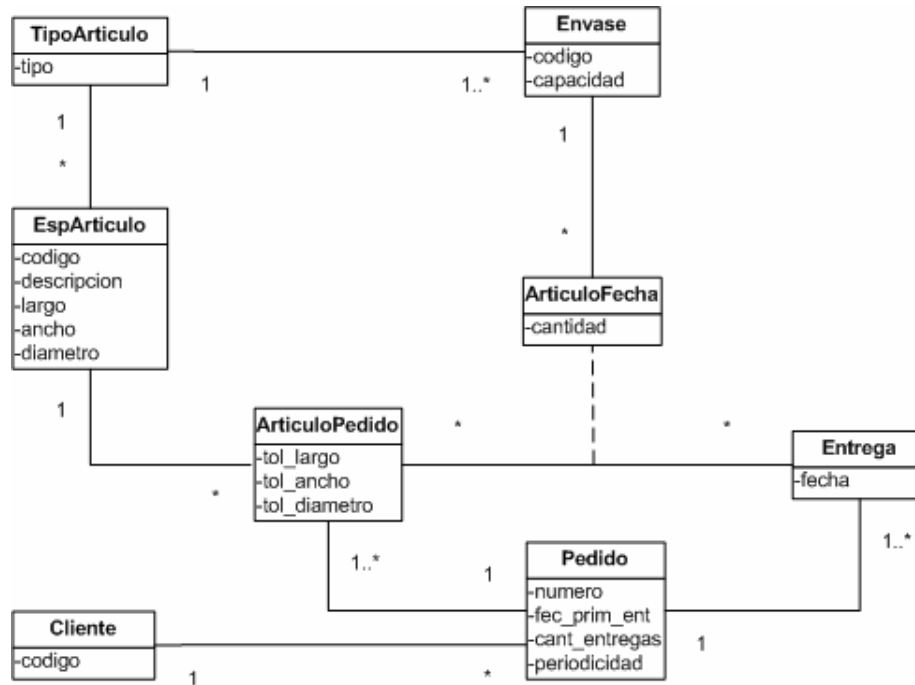 TipoArticulo
-tipo
Envase
-codigo
-capacidad
1
1..*
1
*
1
*
EspArticulo
-codigo
-descripcion
-largo
-ancho
-diametro
ArticuloFecha
-cantidad
1
*
ArticuloPedido
-tol_largo
-tol_ancho
-tol_diametro
*
*
Entrega
-fecha
1..*
1
1..*
1
Pedido
-numero
-fec_prim_ent
-cant_entregas
-periodicidad
Cliente
-codigo
1
*